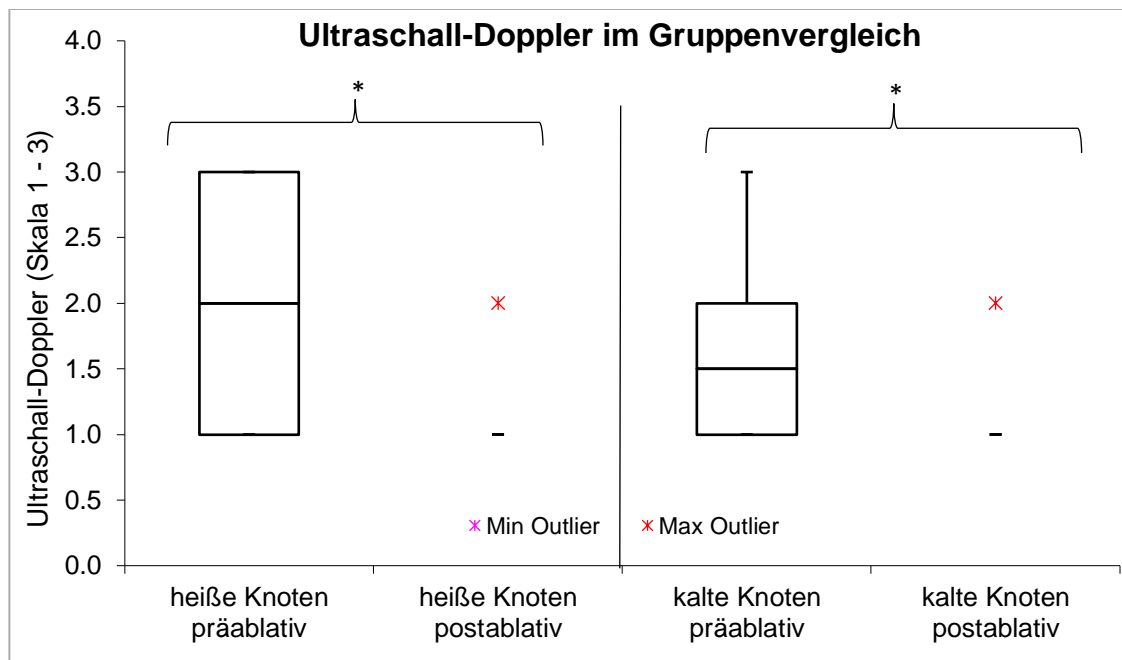 Ultraschall-Doppler im Gruppenvergleich
Ultraschall-Doppler (Skala 1 - 3)
4.0
3.5
3.0
2.5
2.0
1.5
1.0
0.5
0.0
*
*
Min Outlier
Max Outlier
heiße Knoten
präablativ
heiße Knoten
postablativ
kalte Knoten
präablativ
kalte Knoten
postablativ